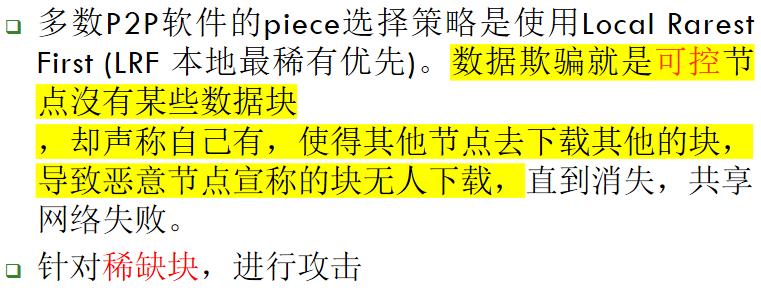 多数P2P软件的piece选择策略是使用Local Rarest
First (LRF 本地最稀有优先)。数据欺骗就是可控节
点沒有某些数据块
，却声称自己有，使得其他节点去下载其他的块，
导致恶意节点宣称的块无人下载，直到消失，共享
网络失败。
针对稀缺块，进行攻击